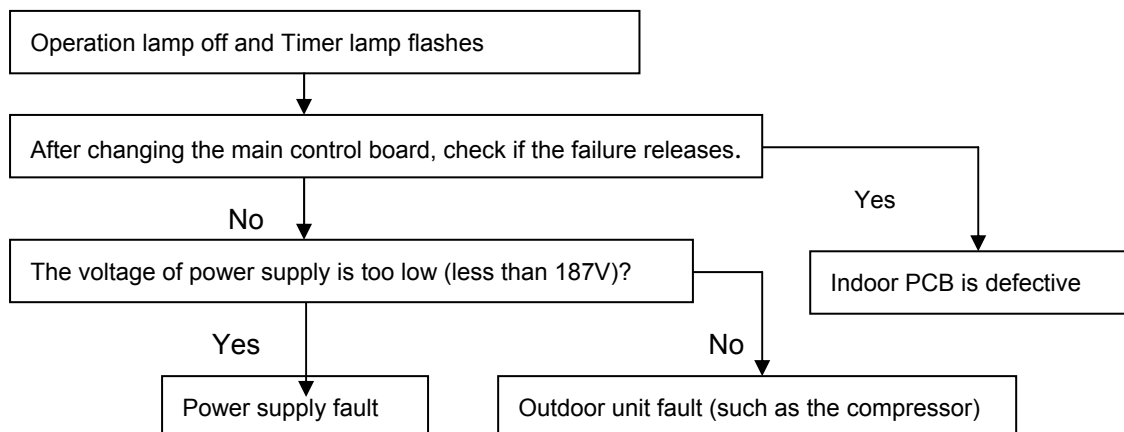 Operation lamp off and Timer lamp flashes
After changing the main control board, check if the failure releases.
No
Yes
The voltage of power supply is too low (less than 187V)?
Indoor PCB is defective
Yes
No
Power supply fault
Outdoor unit fault (such as the compressor)